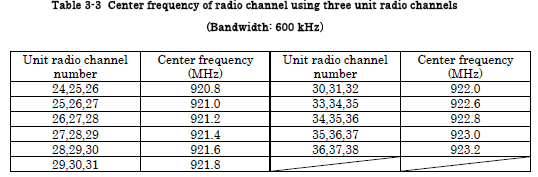 Table 3-3 Center frequency of radio channel using three unit radio channels
(Bandwidth: 600 kHz)
Unit radio channel number Center frequency (MHz) Unit radio channel number Center frequency (MHz)
24,25,26 920.8 30,31,32 922.0
25,26,27 921.0 33,34,35 922.6
26,27,28 921.2 34,35,36 922.8
27,28,29 921.4 35,36,37 923.0
28,29,30 921.6 36,37,38 923.2
29,30,31 921.8